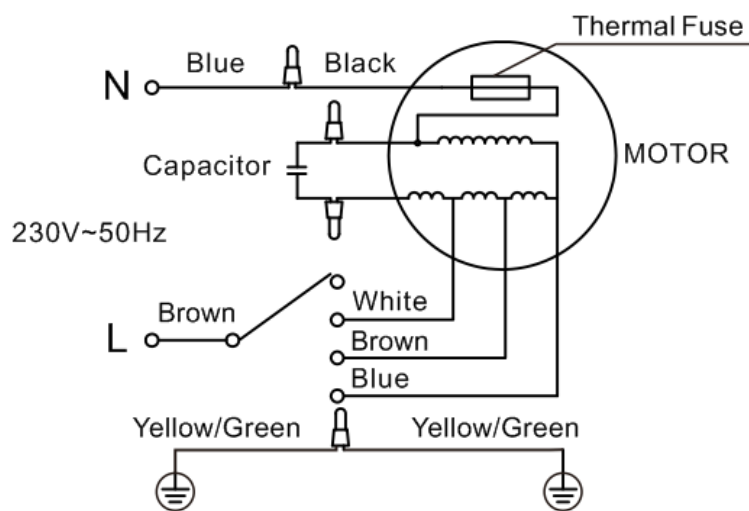 Thermal Fuse
N
Blue
Black
Capacitor
MOTOR
230V~50Hz
L
Brown
White
Brown
Blue
Yellow/Green
Yellow/Green